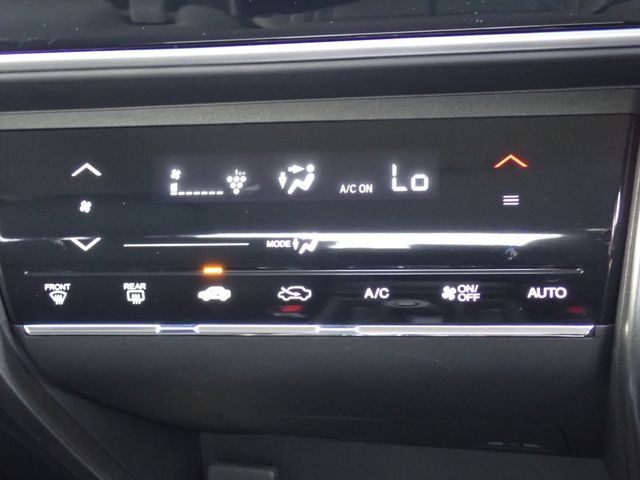 A/C ON Lo
MODE
FRONT REAR A/C ON/OFF AUTO